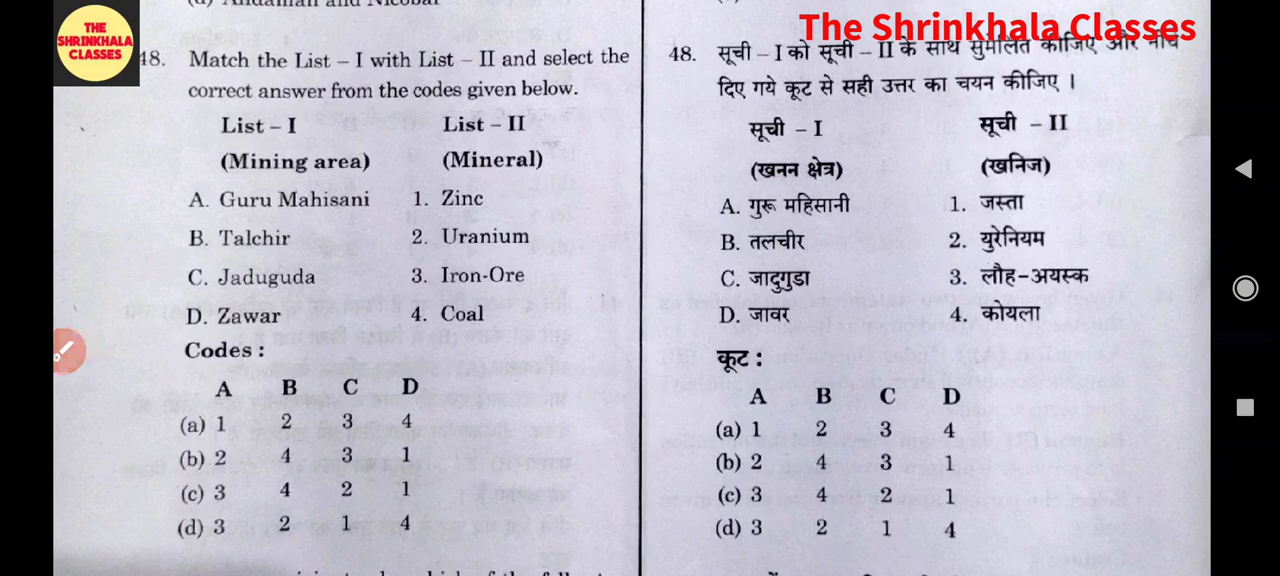 (d) Andaman and Nicobar
THE
SHRINKHALA
CLASSES
The Shrinkhala Classes
48. Match the List – I with List – II and select the
correct answer from the codes given below.
List – I List – II
(Mining area) (Mineral)
A. Guru Mahisani 1. Zinc
B. Talchir 2. Uranium
C. Jaduguda 3. Iron-Ore
D. Zawar 4. Coal
Codes :
A B C D
(a) 1 2 3 4
(b) 2 4 3 1
(c) 3 4 2 1
(d) 3 2 1 4
48. सूची – I को सूची – II के साथ सुमेलित कीजिए और नीचे
दिए गये कूट से सही उत्तर का चयन कीजिए ।
सूची – I सूची – II
(खनन क्षेत्र) (खनिज)
A. गुरू महिसानी 1. जस्ता
B. तलचीर 2. युरेनियम
C. जादुगुडा 3. लौह-अयस्क
D. जावर 4. कोयला
कूट :
A B C D
(a) 1 2 3 4
(b) 2 4 3 1
(c) 3 4 2 1
(d) 3 2 1 4